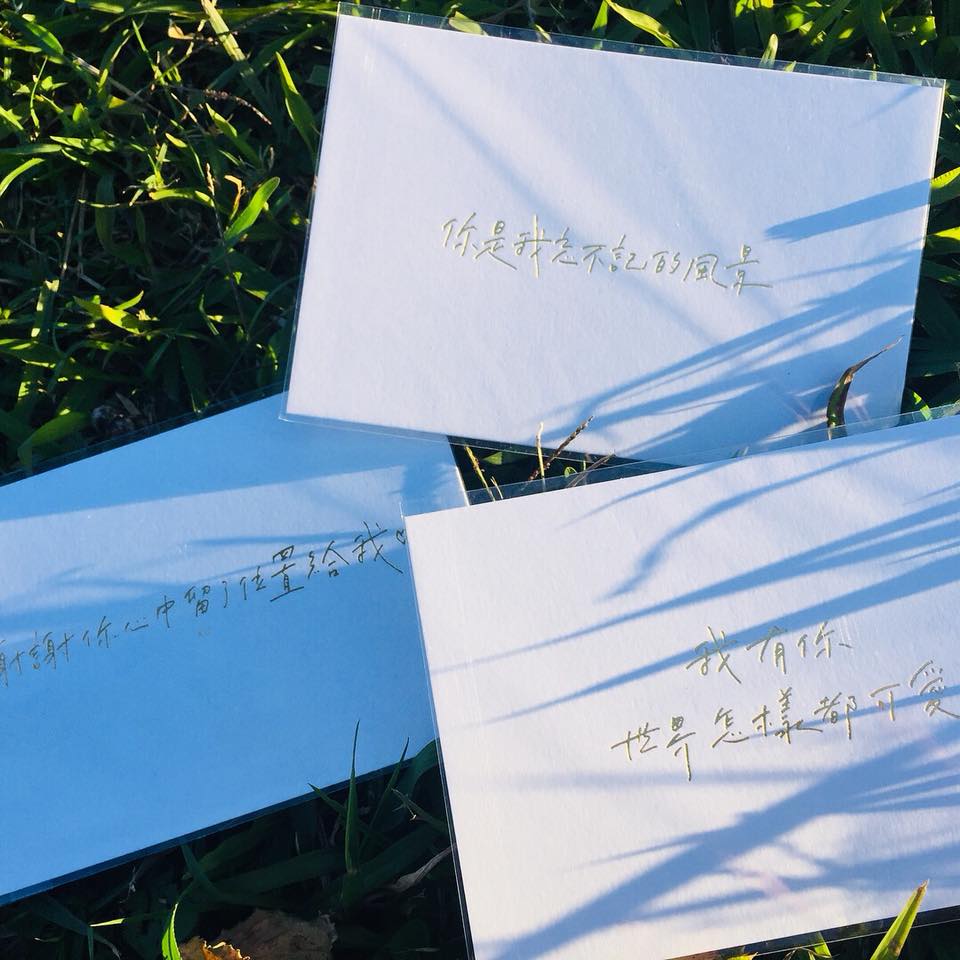 你是我忘不記的風景
謝謝你心中留了位置給我♡
我有你
世界怎樣都可愛